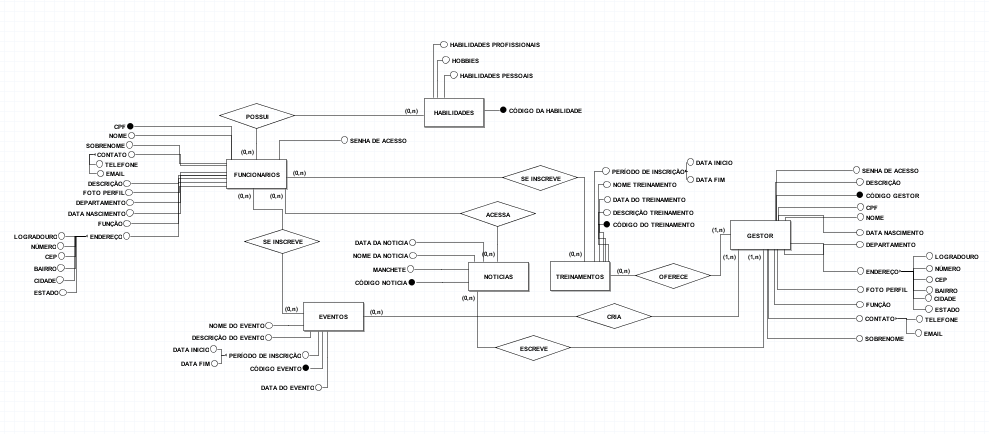 HABILIDADES PROFISSIONAIS
HOBBIES
HABILIDADES PESSOAIS
HABILIDADES
CÓDIGO DA HABILIDADE
(0,n)
POSSUI
(0,n)
CPF
NOME
SOBRENOME
CONTATO
TELEFONE
EMAIL
DESCRIÇÃO
FOTO PERFIL
DEPARTAMENTO
DATA NASCIMENTO
FUNÇÃO
ENDEREÇO
LOGRADOURO
NÚMERO
CEP
BAIRRO
CIDADE
ESTADO
SENHA DE ACESSO
FUNCIONARIOS
(0,n)
(0,n)
(0,n)
SE INSCREVE
ACESSA
SE INSCREVE
PERÍODO DE INSCRIÇÃO
DATA INICIO
DATA FIM
NOME TREINAMENTO
DATA DO TREINAMENTO
DESCRIÇÃO TREINAMENTO
CÓDIGO DO TREINAMENTO
(0,n)
TREINAMENTOS
(0,n)
OFERECE
DATA DA NOTICIA
NOME DA NOTICIA
MANCHETE
CÓDIGO NOTICIA
(0,n)
NOTICIAS
(0,n)
(1,n)
GESTOR
(1,n)
(1,n)
SENHA DE ACESSO
DESCRIÇÃO
CÓDIGO GESTOR
CPF
NOME
DATA NASCIMENTO
DEPARTAMENTO
ENDEREÇO
LOGRADOURO
NÚMERO
CEP
BAIRRO
CIDADE
ESTADO
FOTO PERFIL
FUNÇÃO
CONTATO
TELEFONE
EMAIL
SOBRENOME
(0,n)
EVENTOS
(0,n)
CRIA
ESCREVE
NOME DO EVENTO
DESCRIÇÃO DO EVENTO
PERÍODO DE INSCRIÇÃO
DATA INICIO
DATA FIM
CÓDIGO EVENTO
DATA DO EVENTO